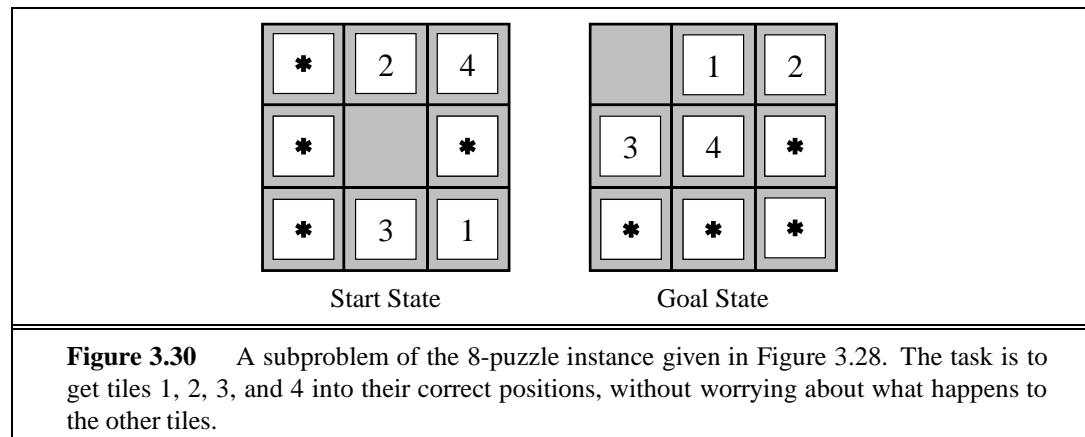 ✱ 2 4
✱ ✱
✱ 3 1
Start State
1 2
3 4 ✱
✱ ✱ ✱
Goal State
Figure 3.30 A subproblem of the 8-puzzle instance given in Figure 3.28. The task is to
get tiles 1, 2, 3, and 4 into their correct positions, without worrying about what happens to
the other tiles.